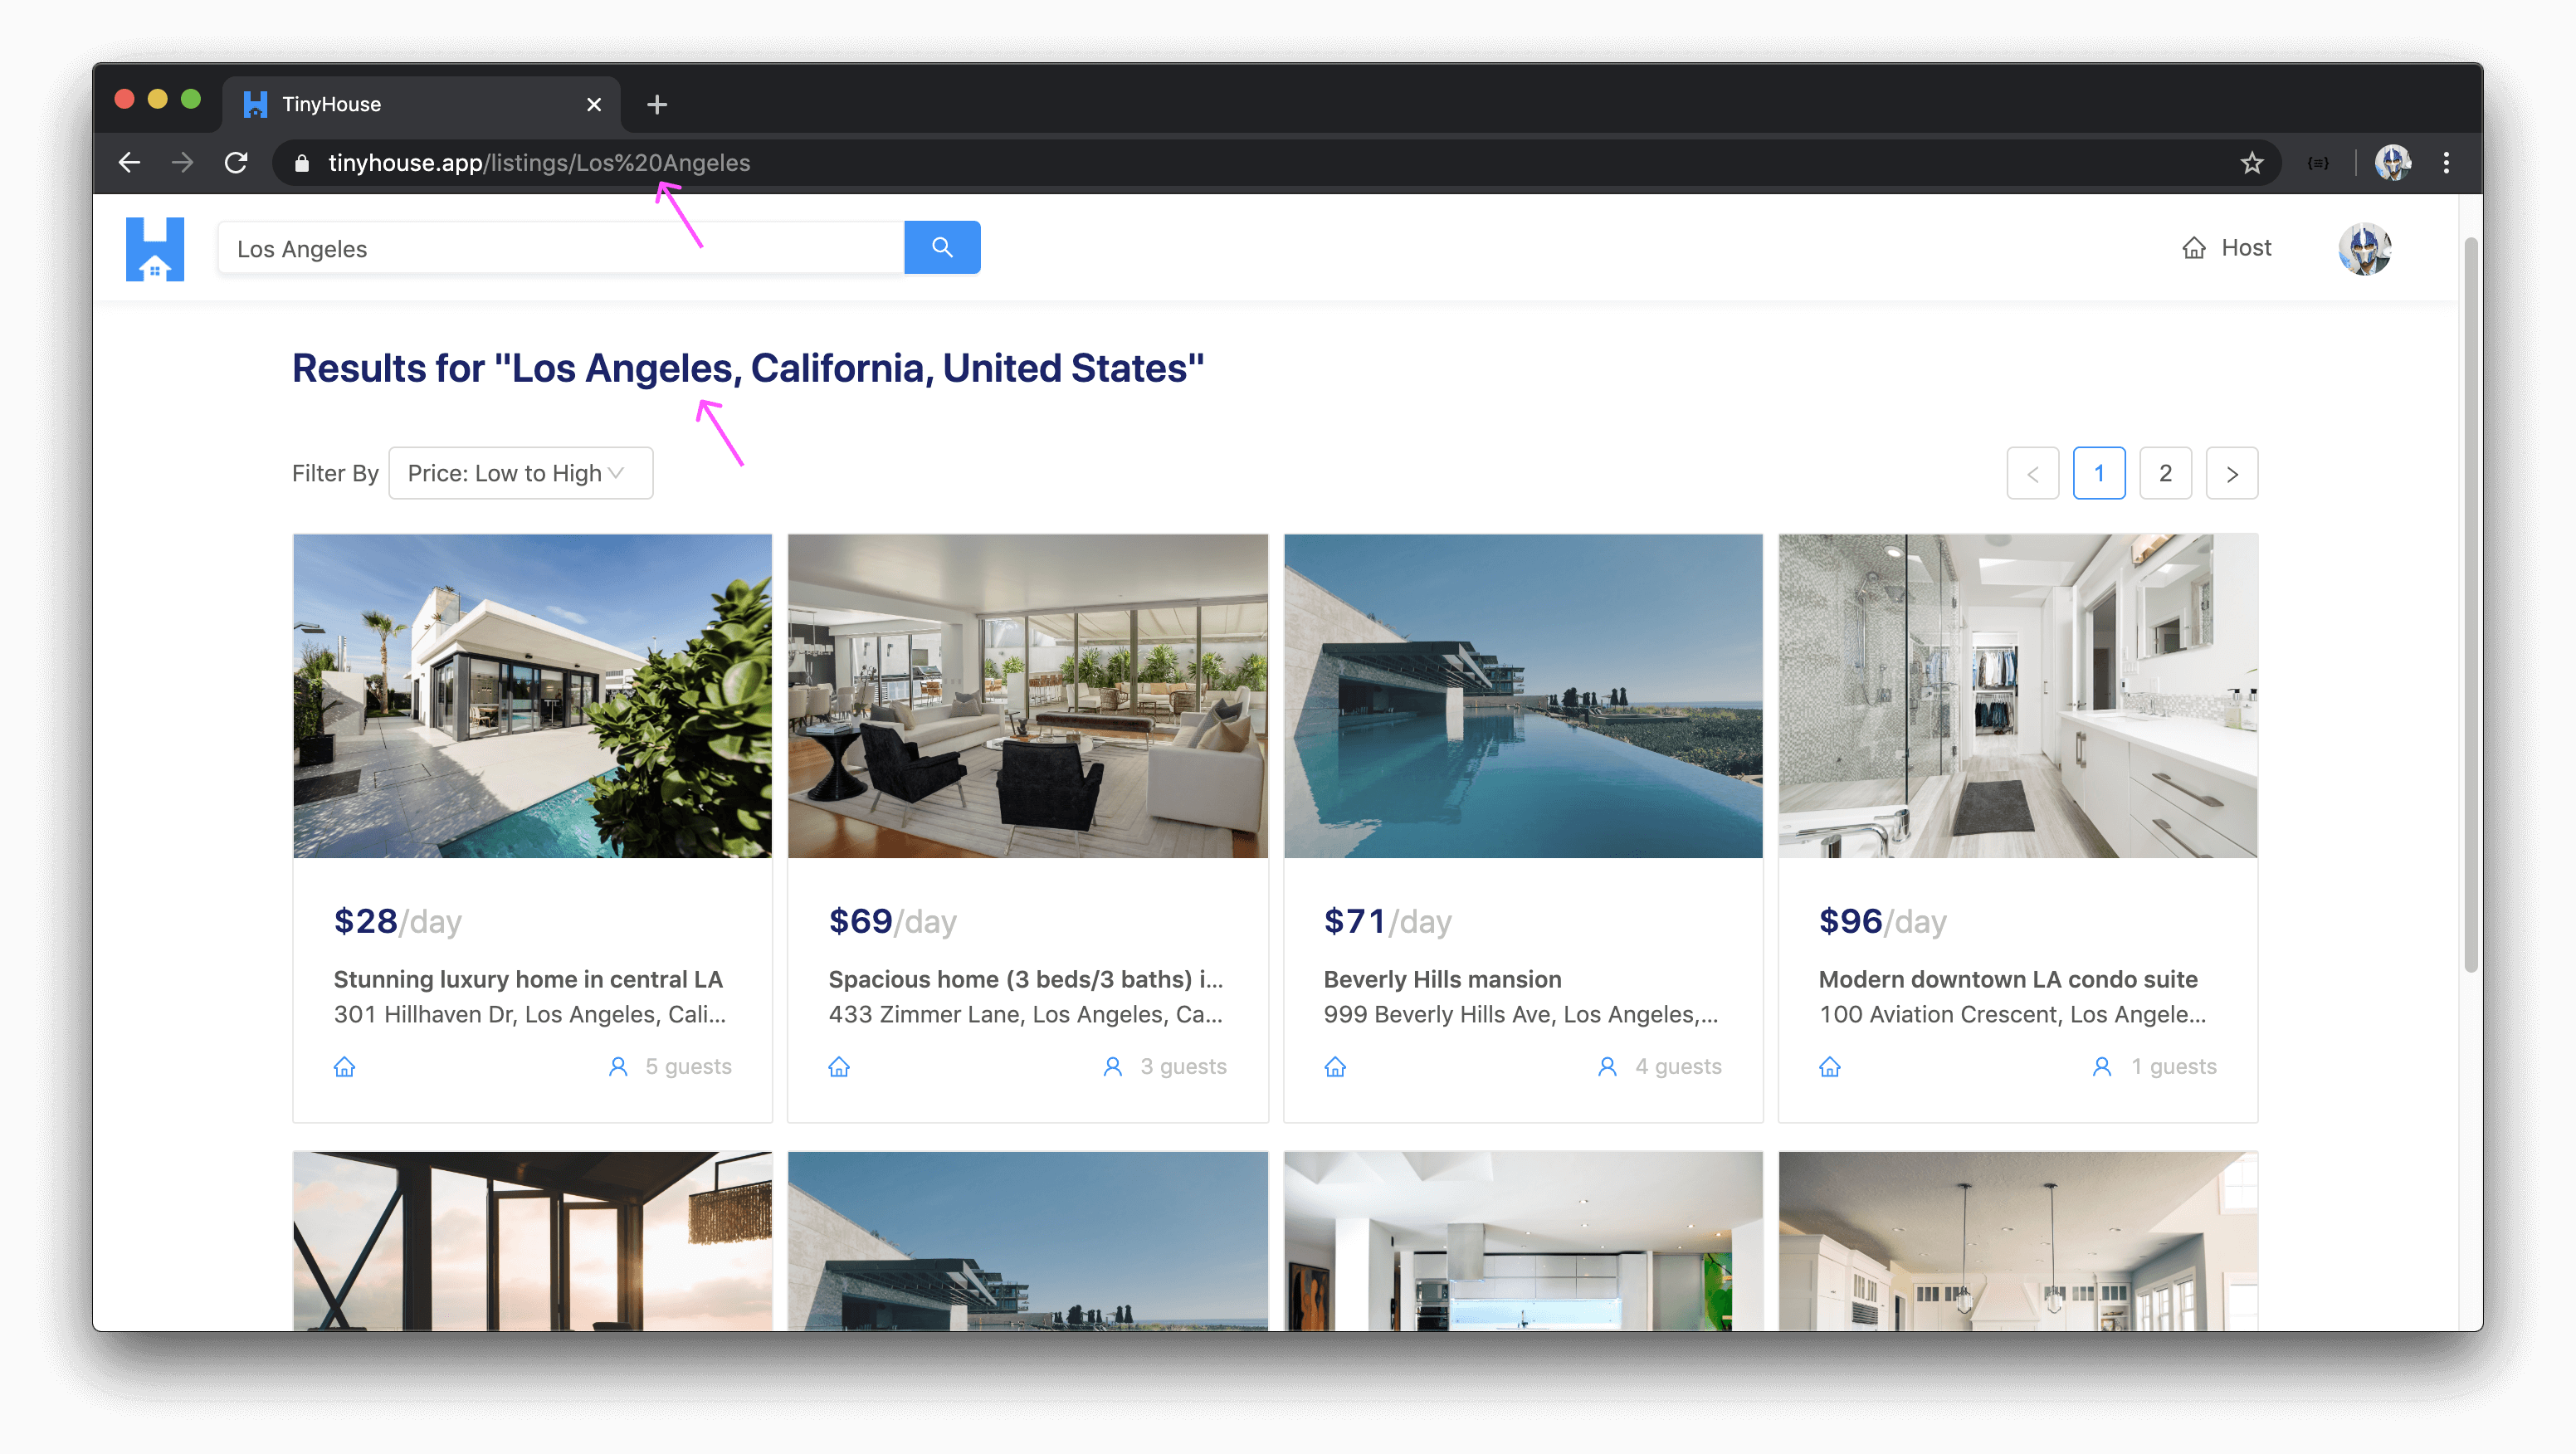 TinyHouse
tinyhouse.app/listings/Los%20Angeles
Los Angeles
Host
Results for "Los Angeles, California, United States"
Filter By Price: Low to High
1 2
$28/day
Stunning luxury home in central LA
301 Hillhaven Dr, Los Angeles, Cali...
5 guests
$69/day
Spacious home (3 beds/3 baths) i...
433 Zimmer Lane, Los Angeles, Ca...
3 guests
$71/day
Beverly Hills mansion
999 Beverly Hills Ave, Los Angeles,...
4 guests
$96/day
Modern downtown LA condo suite
100 Aviation Crescent, Los Angele...
1 guests